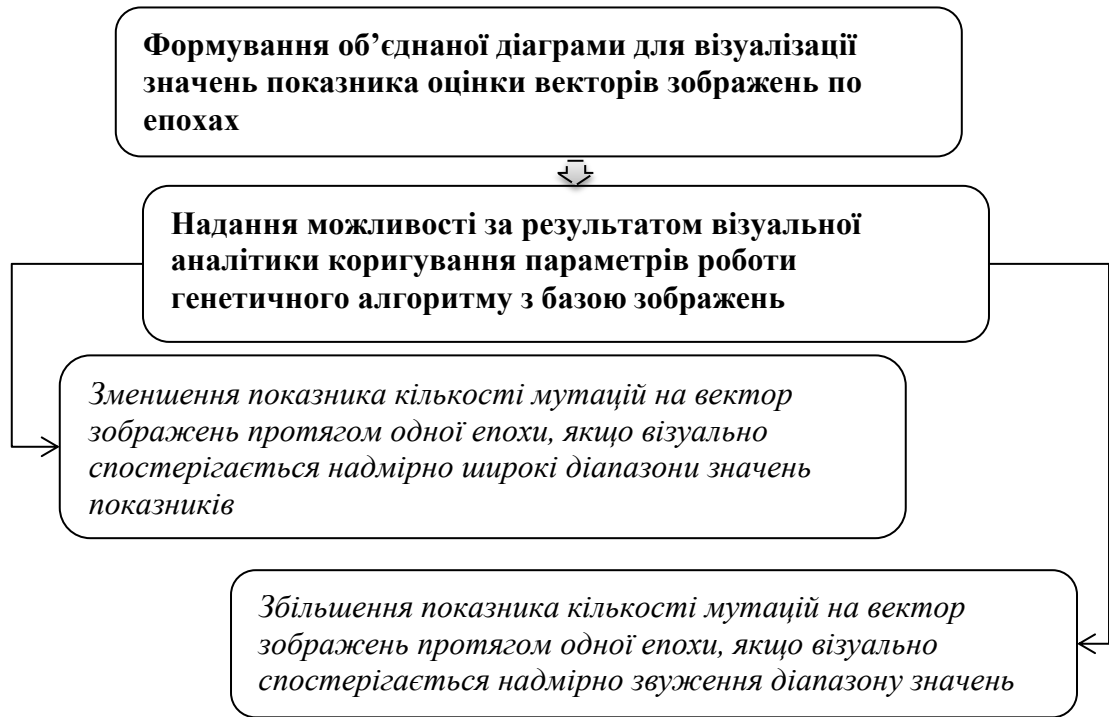 Формування об’єднаної діаграми для візуалізації
значень показника оцінки векторів зображень по
епохах
Надання можливості за результатом візуальної
аналітики коригування параметрів роботи
генетичного алгоритму з базою зображень
Зменшення показника кількості мутацій на вектор
зображень протягом одної епохи, якщо візуально
спостерігається надмірно широкі діапазони значень
показників
Збільшення показника кількості мутацій на вектор
зображень протягом одної епохи, якщо візуально
спостерігається надмірно звуження діапазону значень